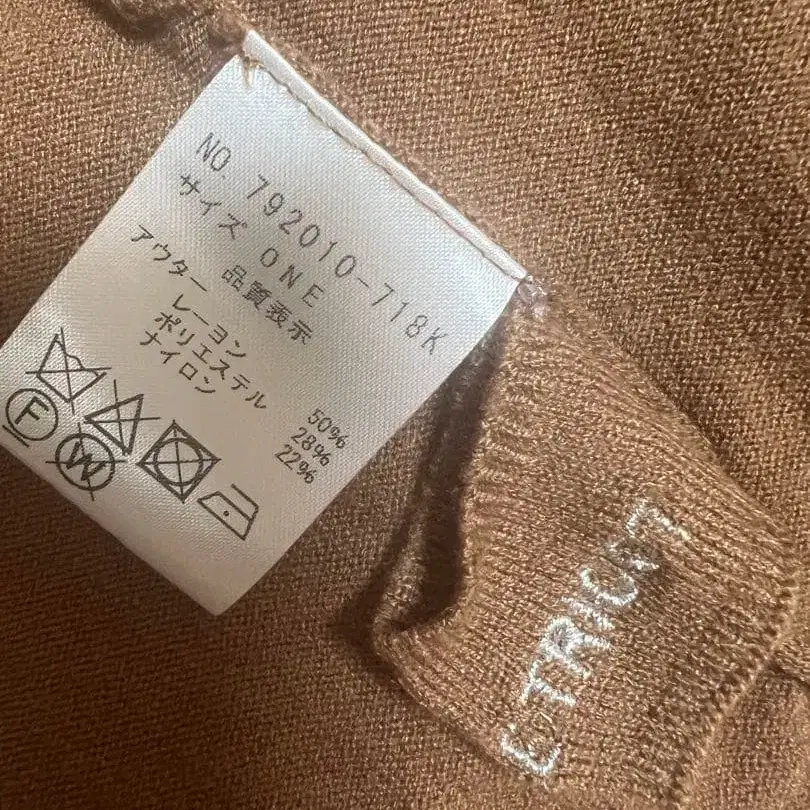 NO. 792010-718K
サイズ ONE
品質表示
アウター
レーヨン 50%
ポリエステル 28%
ナイロン 22%
F
W
TRICOT